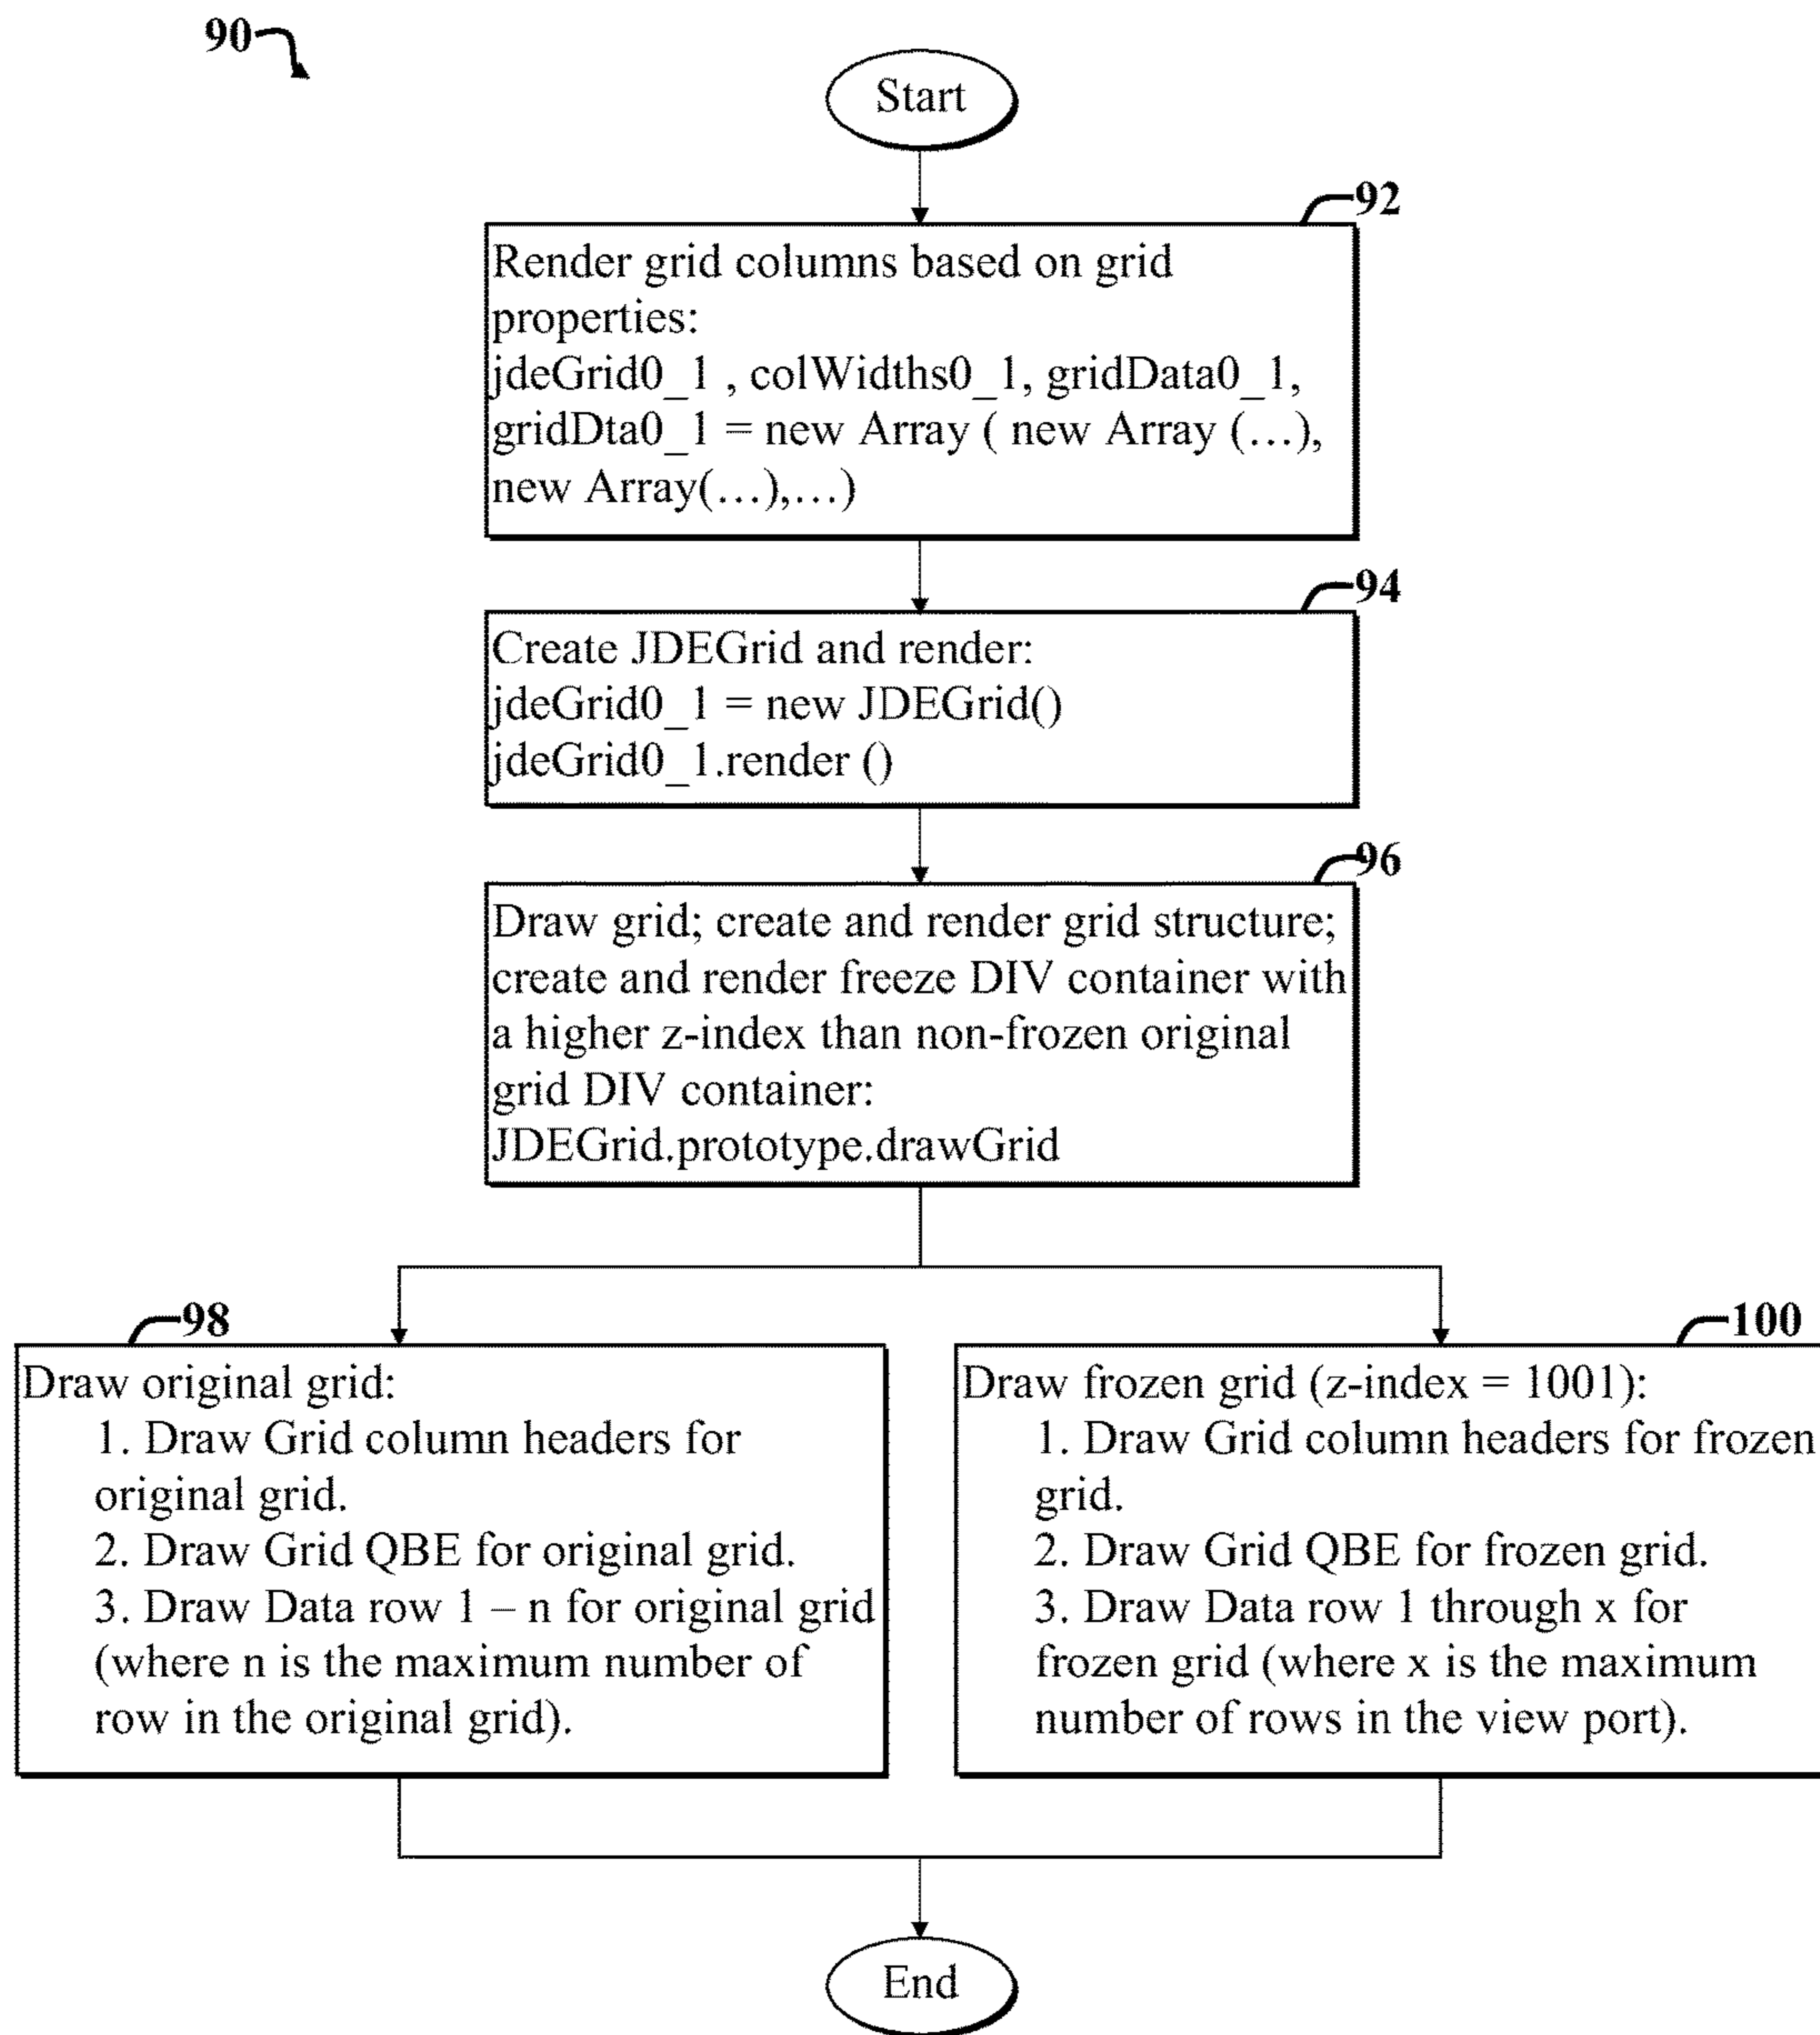 90
Start
92
Render grid columns based on grid
properties:
jdeGrid0_1 , colWidths0_1, gridData0_1,
gridDta0_1 = new Array ( new Array (…),
new Array(…),…)
94
Create JDEGrid and render:
jdeGrid0_1 = new JDEGrid()
jdeGrid0_1.render ()
96
Draw grid; create and render grid structure;
create and render freeze DIV container with
a higher z-index than non-frozen original
grid DIV container:
JDEGrid.prototype.drawGrid
98
Draw original grid:
1. Draw Grid column headers for
original grid.
2. Draw Grid QBE for original grid.
3. Draw Data row 1 – n for original grid
(where n is the maximum number of
row in the original grid).
100
Draw frozen grid (z-index = 1001):
1. Draw Grid column headers for frozen
grid.
2. Draw Grid QBE for frozen grid.
3. Draw Data row 1 through x for
frozen grid (where x is the maximum
number of rows in the view port).
End